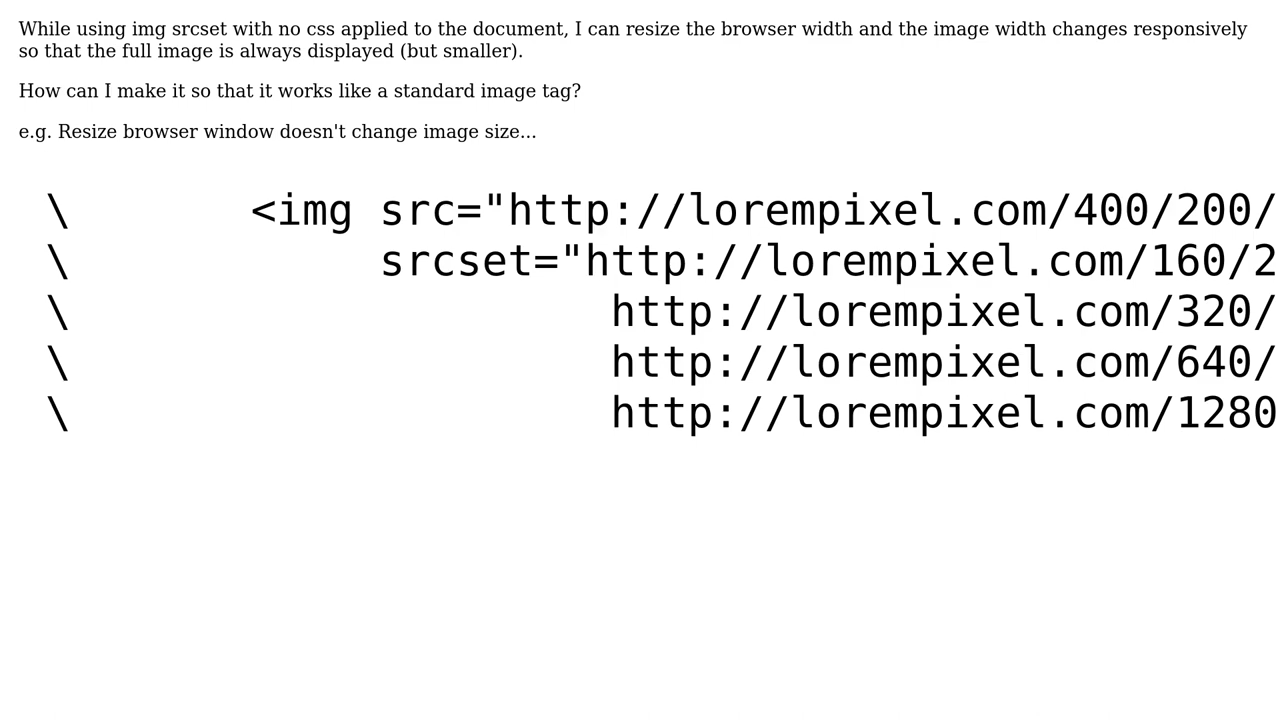 While using img srcset with no css applied to the document, I can resize the browser width and the image width changes responsively
so that the full image is always displayed (but smaller).
How can I make it so that it works like a standard image tag?
e.g. Resize browser window doesn't change image size...
\       <img src="http://lorempixel.com/400/200/
\            srcset="http://lorempixel.com/160/2
\                     http://lorempixel.com/320/
\                     http://lorempixel.com/640/
\                     http://lorempixel.com/1280